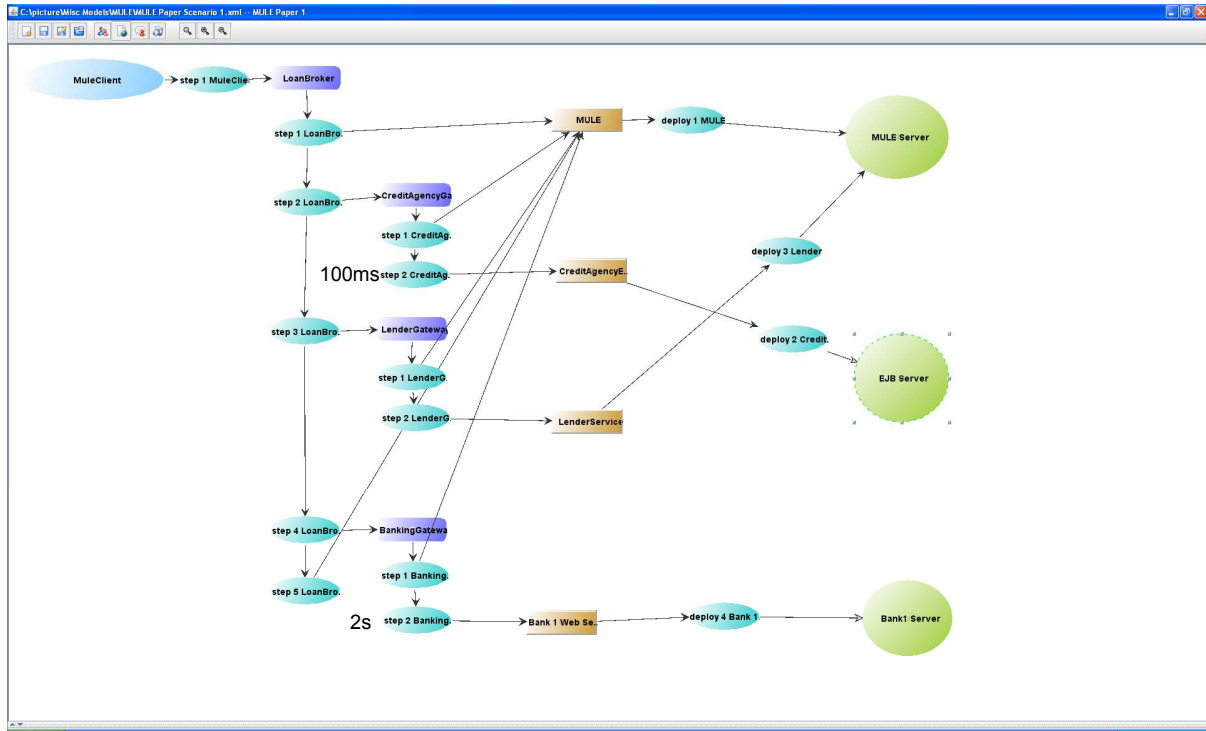 C:\picture\Misc Models\MULE\MULE Paper Scenario 1.xml -- MULE Paper 1
MuleClient
step 1 MuleClie.
LoanBroker
step 1 LoanBro.
MULE
deploy 1 MULE
MULE Server
step 2 LoanBro.
CreditAgencyGa
step 1 CreditAg.
deploy 3 Lender
100ms
step 2 CreditAg.
CreditAgencyE..
step 3 LoanBro.
LenderGateway
deploy 2 Credit.
step 1 LenderG.
EJB Server
step 2 LenderG.
LenderService
step 4 LoanBro.
BankingGatewa
step 1 Banking.
step 5 LoanBro.
2s
step 2 Banking.
Bank 1 Web Se..
deploy 4 Bank 1.
Bank1 Server